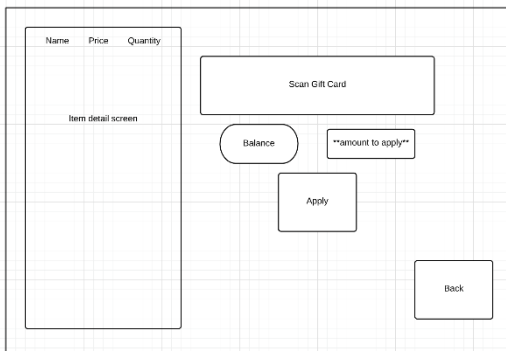 Name Price Quantity
Item detail screen
Scan Gift Card
Balance
**amount to apply**
Apply
Back